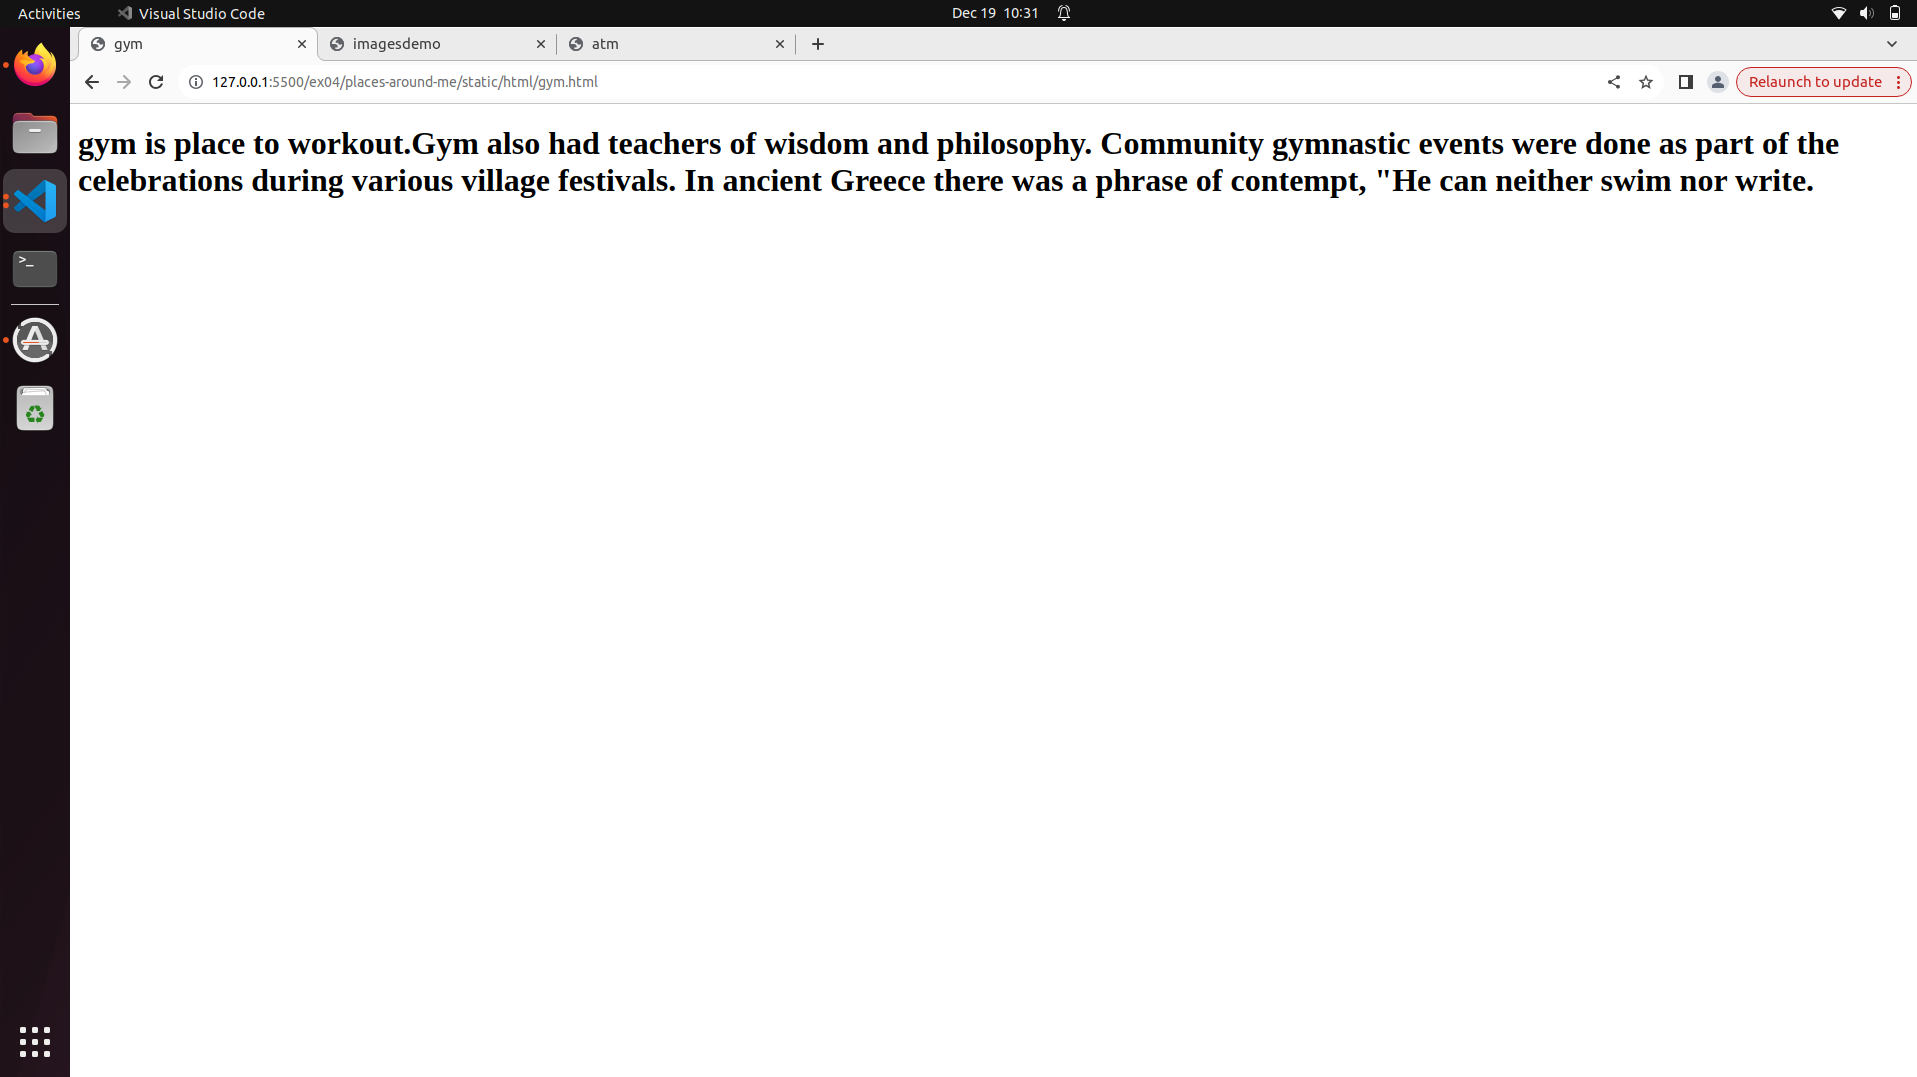 Activities Visual Studio Code Dec 19 10:31
gym imagesdemo atm
127.0.0.1:5500/ex04/places-around-me/static/html/gym.html Relaunch to update
gym is place to workout.Gym also had teachers of wisdom and philosophy. Community gymnastic events were done as part of the
celebrations during various village festivals. In ancient Greece there was a phrase of contempt, "He can neither swim nor write.